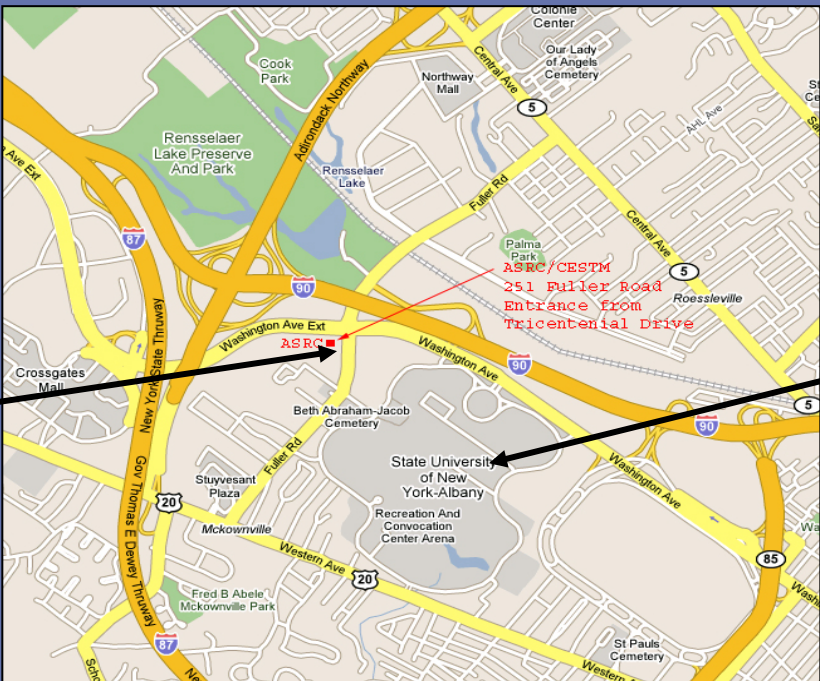 Colonie
Center
Our Lady
of Angels
Cemetery
Central Ave
Cook
Park
Northway
Mall
5
Adirondack Northway
AHL Ave
Rensselaer
Lake Preserve
And Park
Ave Ext
Rensselaer
Lake
Fuller Rd
Central Ave
87
Palma
Park
ASRC/CESTM
251 Fuller Road
Entrance from
Tricentenial Drive
5
Roessleville
90
Washington Ave Ext
ASRC
Washington Ave
90
New York State Thruway
Crossgates
Mall
5
Beth Abraham-Jacob
Cemetery
90
Fuller Rd
State University
of New
York-Albany
Washington Ave
Stuyvesant
Plaza
20
Mckownville
Recreation And
Convocation
Center Arena
Gov Thomas E Dewey Thruway
Western Ave
20
85
Fred B Abele
Mckownville Park
87
St Pauls
Cemetery